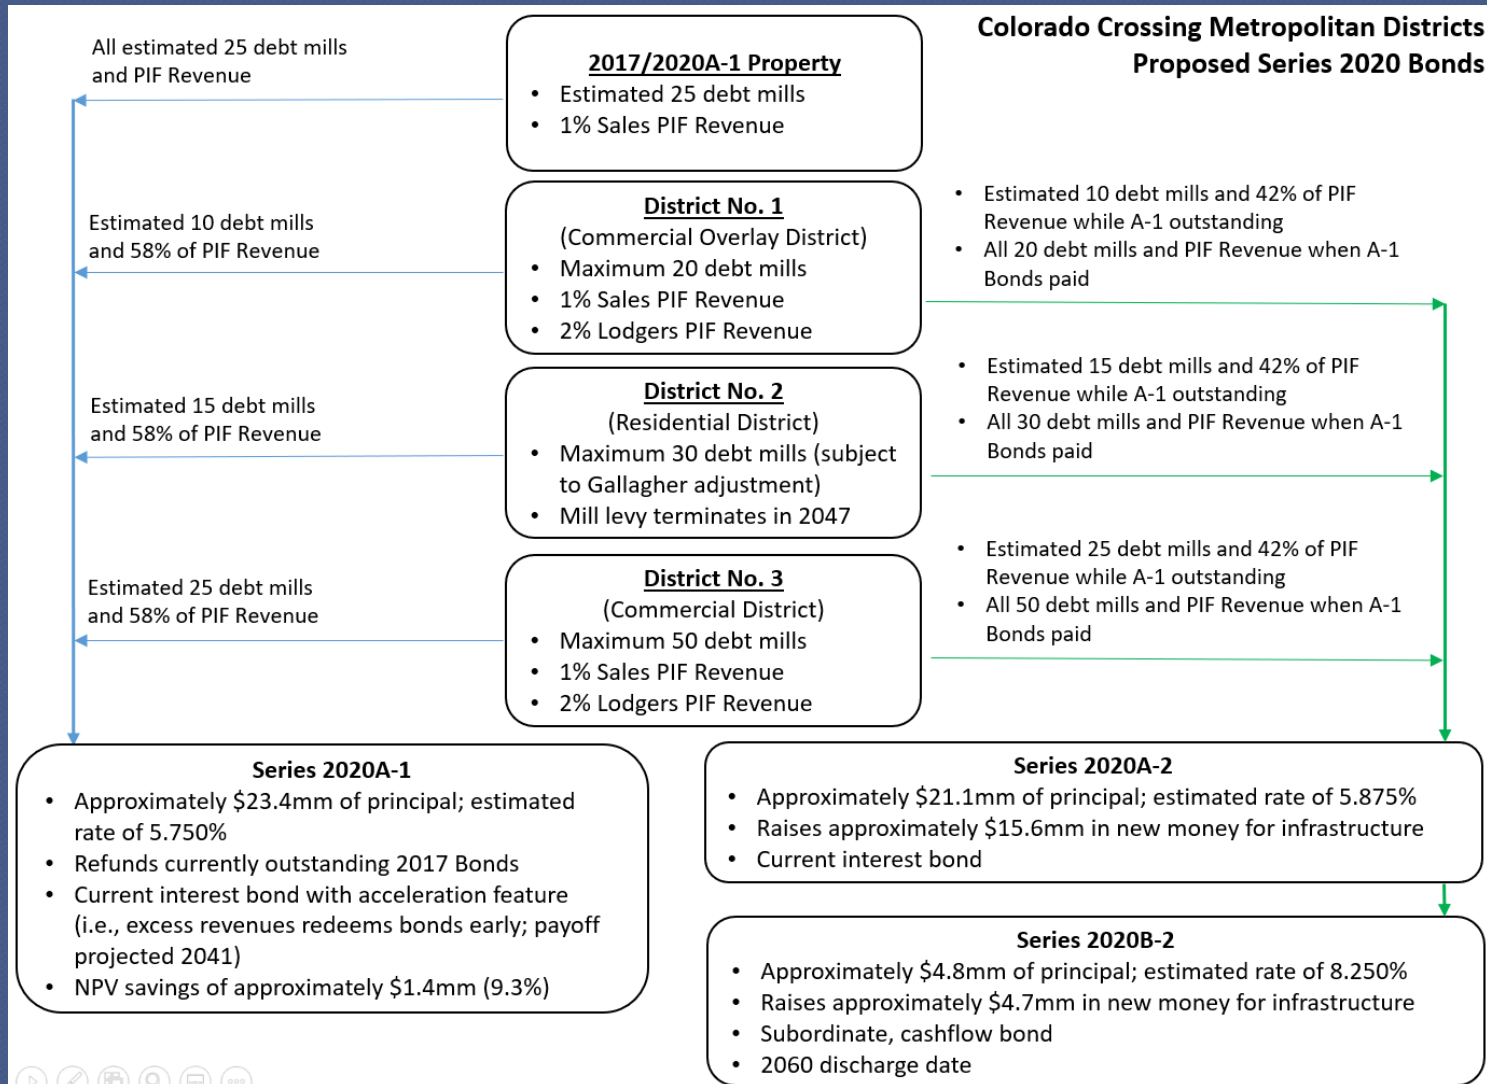 Colorado Crossing Metropolitan Districts
Proposed Series 2020 Bonds
All estimated 25 debt mills
and PIF Revenue
2017/2020A-1 Property
• Estimated 25 debt mills
• 1% Sales PIF Revenue
Estimated 10 debt mills
and 58% of PIF Revenue
District No. 1
(Commercial Overlay District)
• Maximum 20 debt mills
• 1% Sales PIF Revenue
• 2% Lodgers PIF Revenue
• Estimated 10 debt mills and 42% of PIF
Revenue while A-1 outstanding
• All 20 debt mills and PIF Revenue when A-1
Bonds paid
Estimated 15 debt mills
and 58% of PIF Revenue
District No. 2
(Residential District)
• Maximum 30 debt mills (subject
to Gallagher adjustment)
• Mill levy terminates in 2047
• Estimated 15 debt mills and 42% of PIF
Revenue while A-1 outstanding
• All 30 debt mills and PIF Revenue when A-1
Bonds paid
Estimated 25 debt mills
and 58% of PIF Revenue
District No. 3
(Commercial District)
• Maximum 50 debt mills
• 1% Sales PIF Revenue
• 2% Lodgers PIF Revenue
• Estimated 25 debt mills and 42% of PIF
Revenue while A-1 outstanding
• All 50 debt mills and PIF Revenue when A-1
Bonds paid
Series 2020A-1
• Approximately $23.4mm of principal; estimated
rate of 5.750%
• Refunds currently outstanding 2017 Bonds
• Current interest bond with acceleration feature
(i.e., excess revenues redeems bonds early; payoff
projected 2041)
• NPV savings of approximately $1.4mm (9.3%)
Series 2020A-2
• Approximately $21.1mm of principal; estimated rate of 5.875%
• Raises approximately $15.6mm in new money for infrastructure
• Current interest bond
Series 2020B-2
• Approximately $4.8mm of principal; estimated rate of 8.250%
• Raises approximately $4.7mm in new money for infrastructure
• Subordinate, cashflow bond
• 2060 discharge date